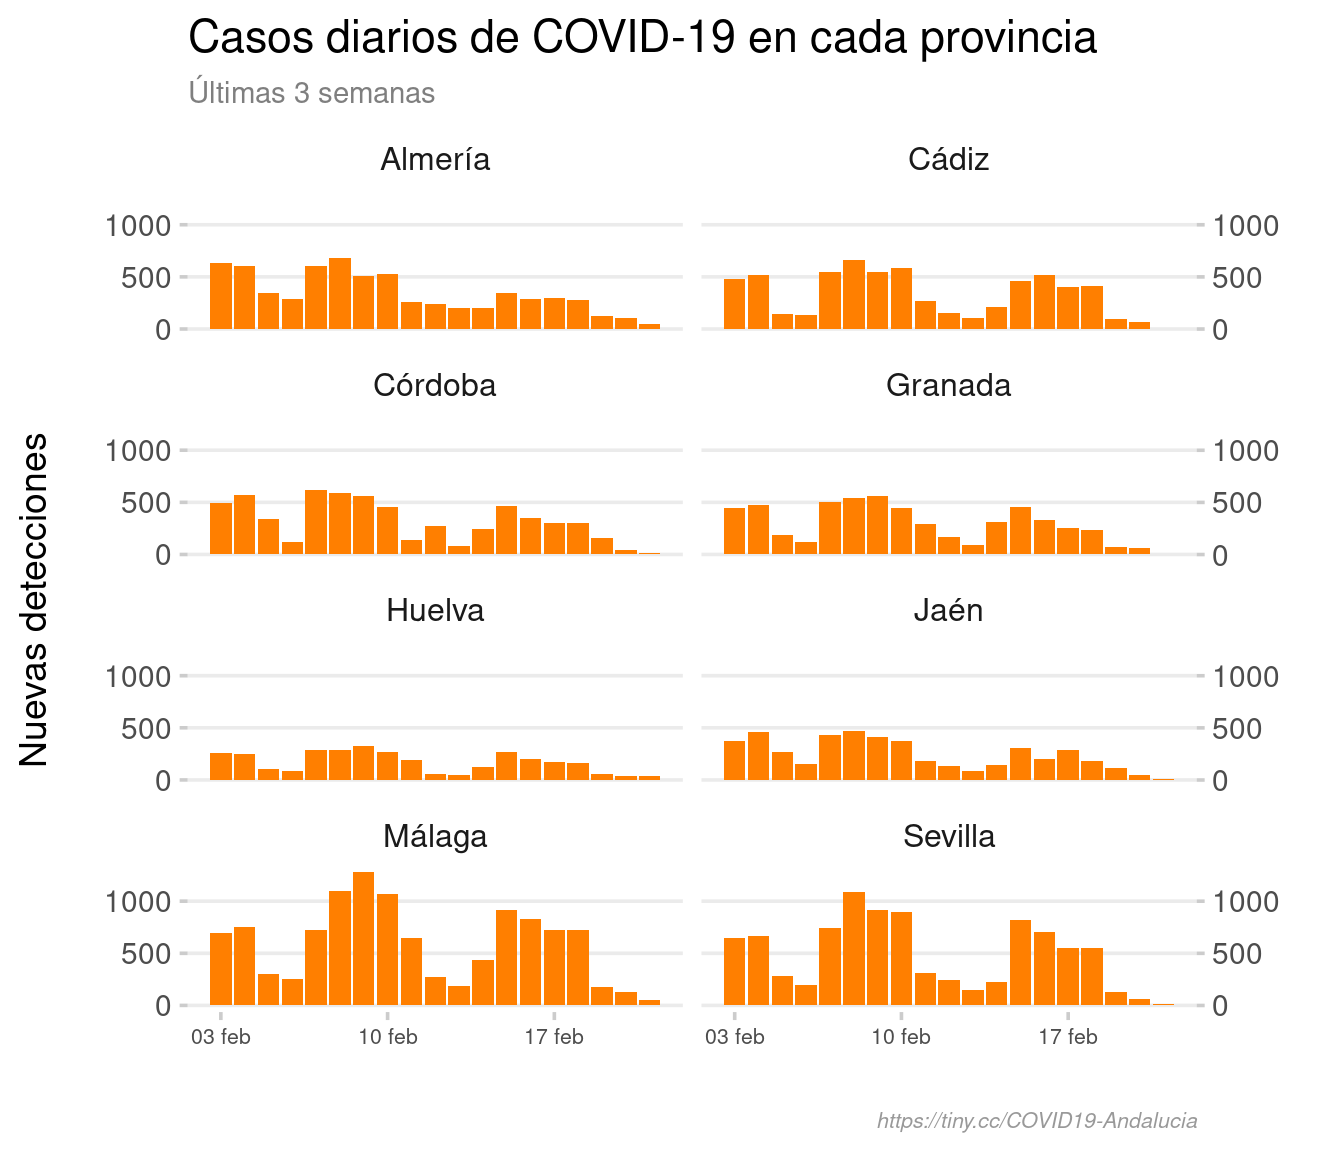 Casos diarios de COVID-19 en cada provincia
Últimas 3 semanas
Almería
Cádiz
1000
500
0
1000
500
0
Córdoba
Granada
1000
500
0
1000
500
0
Nuevas detecciones
Huelva
Jaén
1000
500
0
1000
500
0
Málaga
Sevilla
1000
500
0
1000
500
0
03 feb
10 feb
17 feb
03 feb
10 feb
17 feb
https://tiny.cc/COVID19-Andalucia